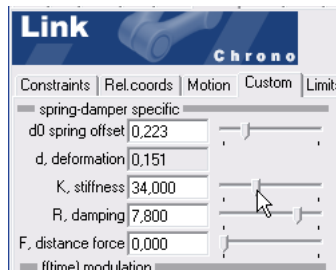 Link
Chrono
Constraints Rel.coords Motion Custom Limit
spring-damper specific
d0 spring offset 0,223
d, deformation 0,151
K, stiffness 34,000
R, damping 7,800
F, distance force 0,000
f(time) modulation